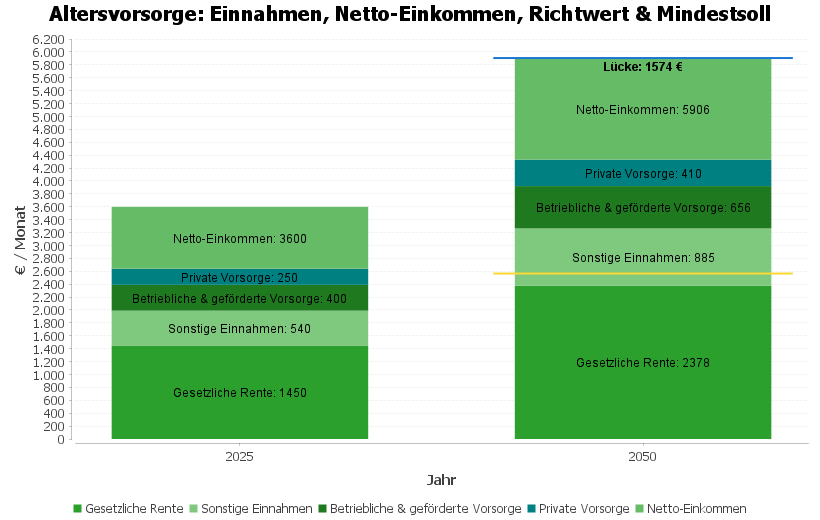 Altersvorsorge: Einnahmen, Netto-Einkommen, Richtwert & Mindestsoll
€ / Monat
6.200
6.000
5.800
5.600
5.400
5.200
5.000
4.800
4.600
4.400
4.200
4.000
3.800
3.600
3.400
3.200
3.000
2.800
2.600
2.400
2.200
2.000
1.800
1.600
1.400
1.200
1.000
800
600
400
200
0
Netto-Einkommen: 3600
Private Vorsorge: 250
Betriebliche & geförderte Vorsorge: 400
Sonstige Einnahmen: 540
Gesetzliche Rente: 1450
Lücke: 1574 €
Netto-Einkommen: 5906
Private Vorsorge: 410
Betriebliche & geförderte Vorsorge: 656
Sonstige Einnahmen: 885
Gesetzliche Rente: 2378
2025 2050
Jahr
Gesetzliche Rente Sonstige Einnahmen Betriebliche & geförderte Vorsorge Private Vorsorge Netto-Einkommen